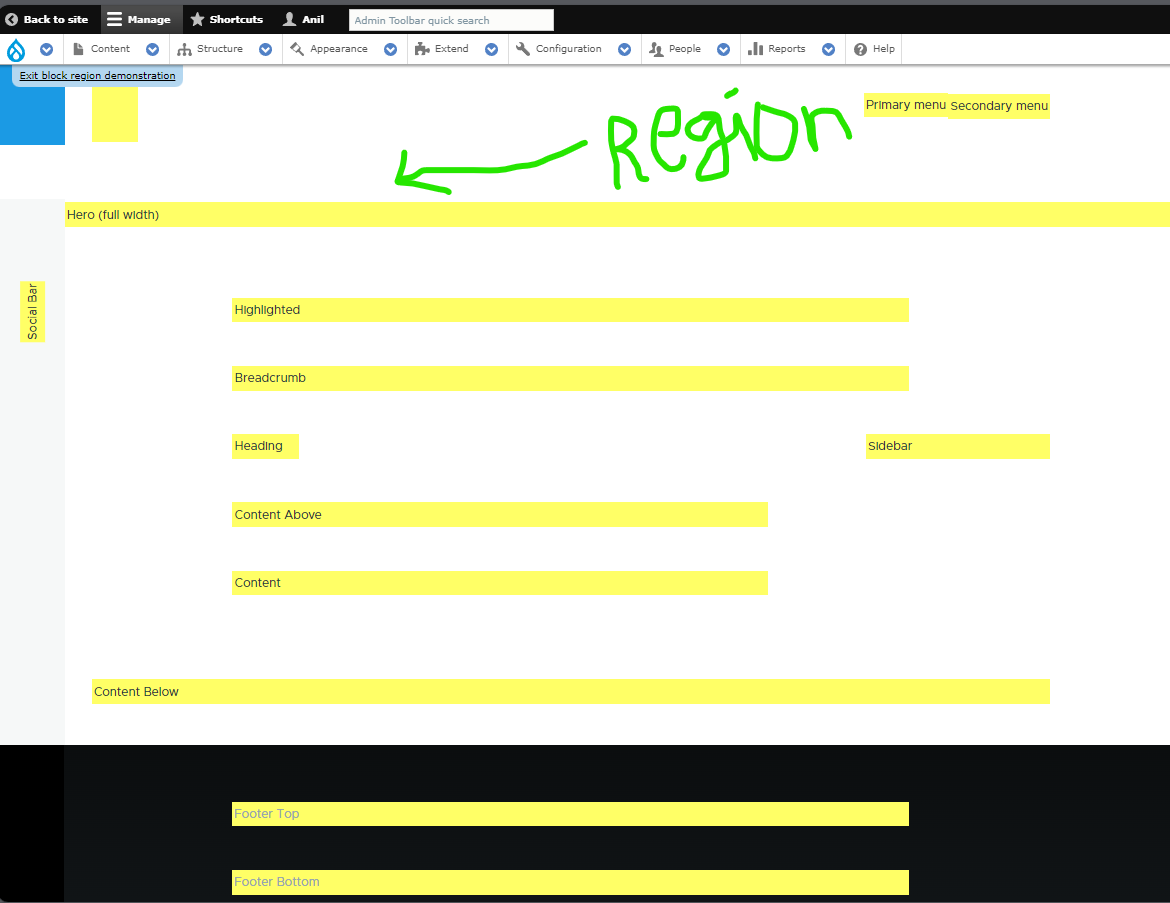 Back to site Manage Shortcuts Anil Admin Toolbar quick search
Content Structure Appearance Extend Configuration People Reports Help
Exit block region demonstration
Region
Primary menu Secondary menu
Hero (full width)
Social Bar
Highlighted
Breadcrumb
Heading Sidebar
Content Above
Content
Content Below
Footer Top
Footer Bottom